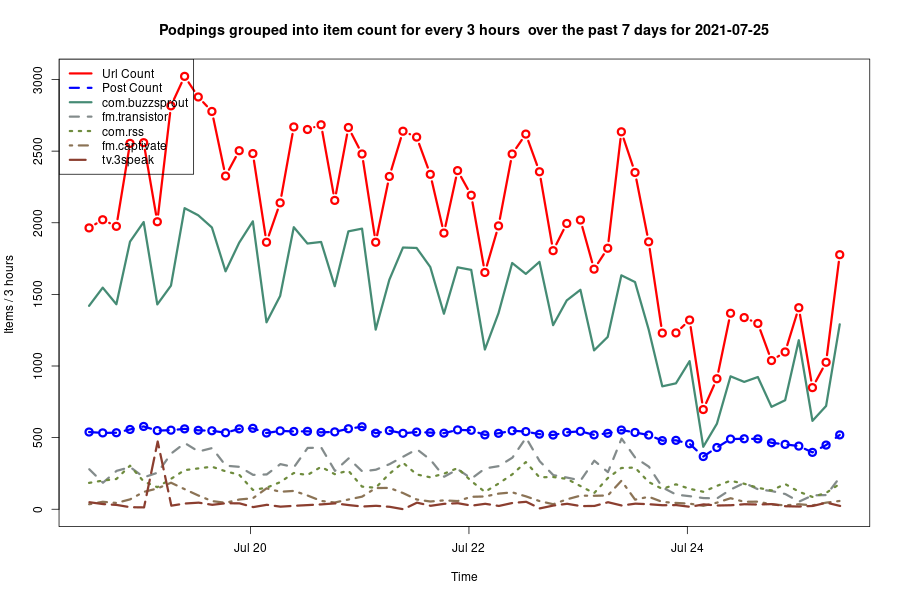 Podpings grouped into item count for every 3 hours  over the past 7 days for 2021-07-25
Url Count
Post Count
com.buzzsprout
fm.transistor
com.rss
fm.captivate
tv.3speak
3000
2500
2000
1500
1000
500
0
Items / 3 hours
Jul 20
Jul 22
Jul 24
Time